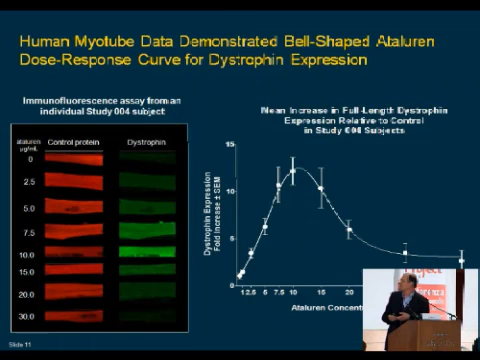 Human Myotube Data Demonstrated Bell-Shaped Ataluren
Dose-Response Curve for Dystrophin Expression
Immunofluorescence assay from an
individual Study 004 subject
Mean Increase in Full-Length Dystrophin
Expression Relative to Control
in Study 004 Subjects
ataluren
µg/mL
Control protein
Dystrophin
0
2.5
5.0
7.5
10.0
15.0
20.0
30.0
Dystrophin Expression
Fold Increase ± SEM
15
10
5
0
1 2.5 5 7.5 10 15 20
Ataluren Concent
Project
Slide 11